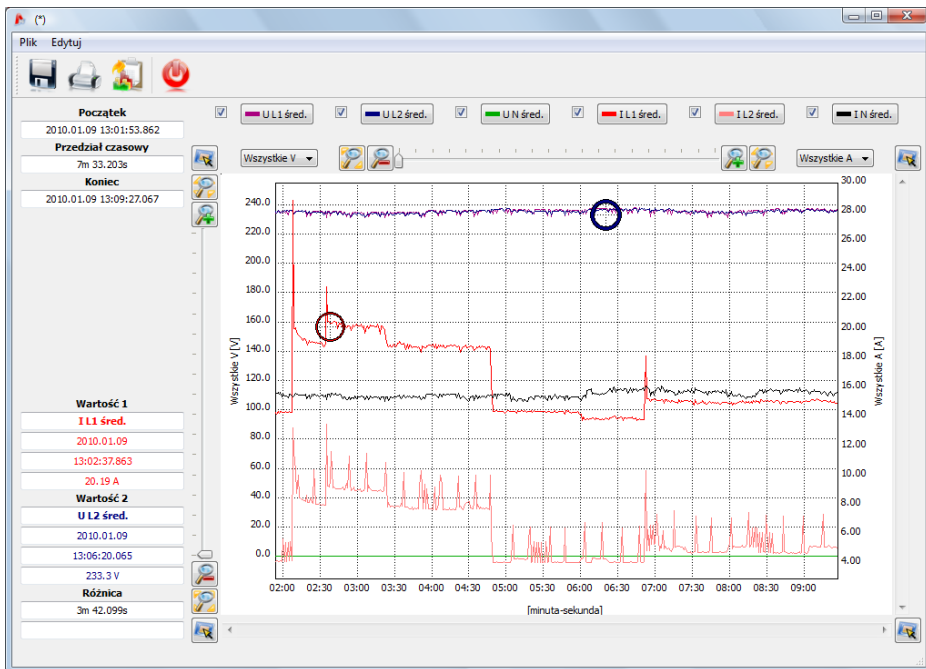 (*)
Plik Edytuj
Początek
2010.01.09 13:01:53.862
Przedział czasowy
7m 33.203s
Koniec
2010.01.09 13:09:27.067
U L1 śred. U L2 śred. U N śred. I L1 śred. I L2 śred. I N śred.
Wszystkie V Wszystkie A
240.0
220.0
200.0
180.0
160.0
140.0
120.0
100.0
80.0
60.0
40.0
20.0
0.0
Wszystkie V [V]
30.00
28.00
26.00
24.00
22.00
20.00
18.00
16.00
14.00
12.00
10.00
8.00
6.00
4.00
Wszystkie A [A]
02:00 02:30 03:00 03:30 04:00 04:30 05:00 05:30 06:00 06:30 07:00 07:30 08:00 08:30 09:00
[minuta-sekunda]
Wartość 1
I L1 śred.
2010.01.09
13:02:37.863
20.19 A
Wartość 2
U L2 śred.
2010.01.09
13:06:20.065
233.3 V
Różnica
3m 42.099s